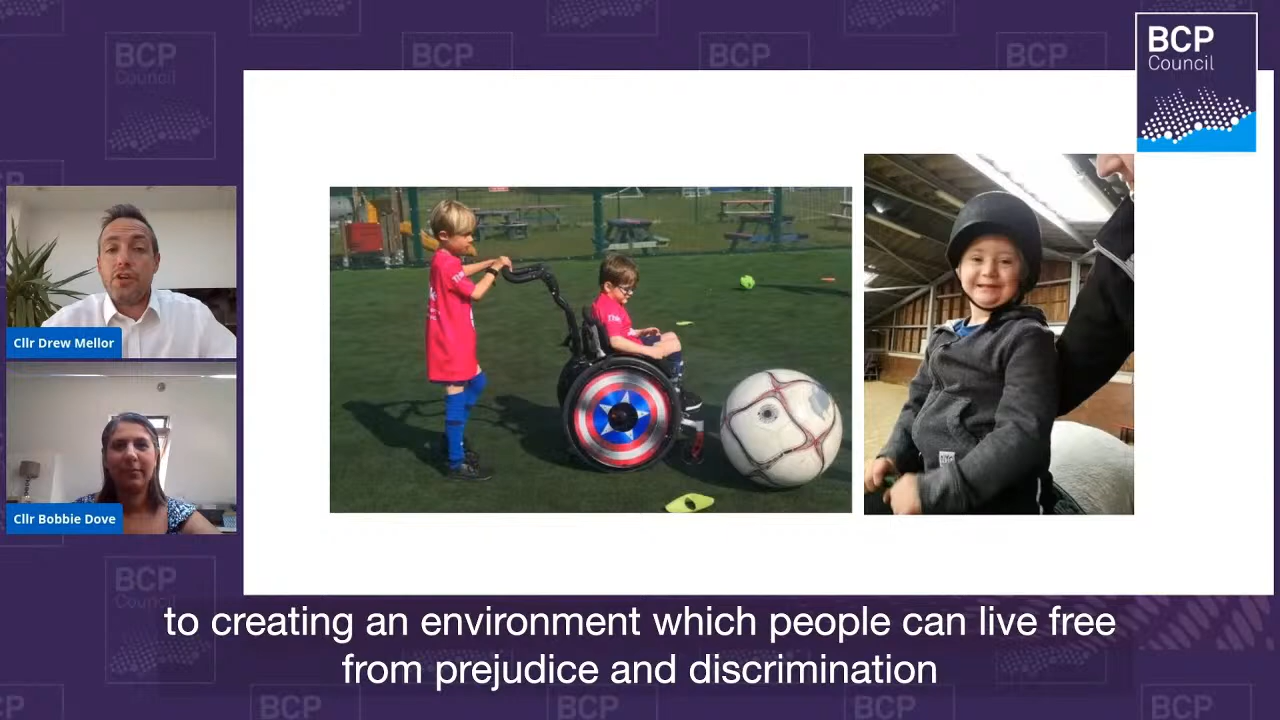 BCP
Council
Cllr Drew Mellor
Cllr Bobbie Dove
to creating an environment which people can live free
from prejudice and discrimination